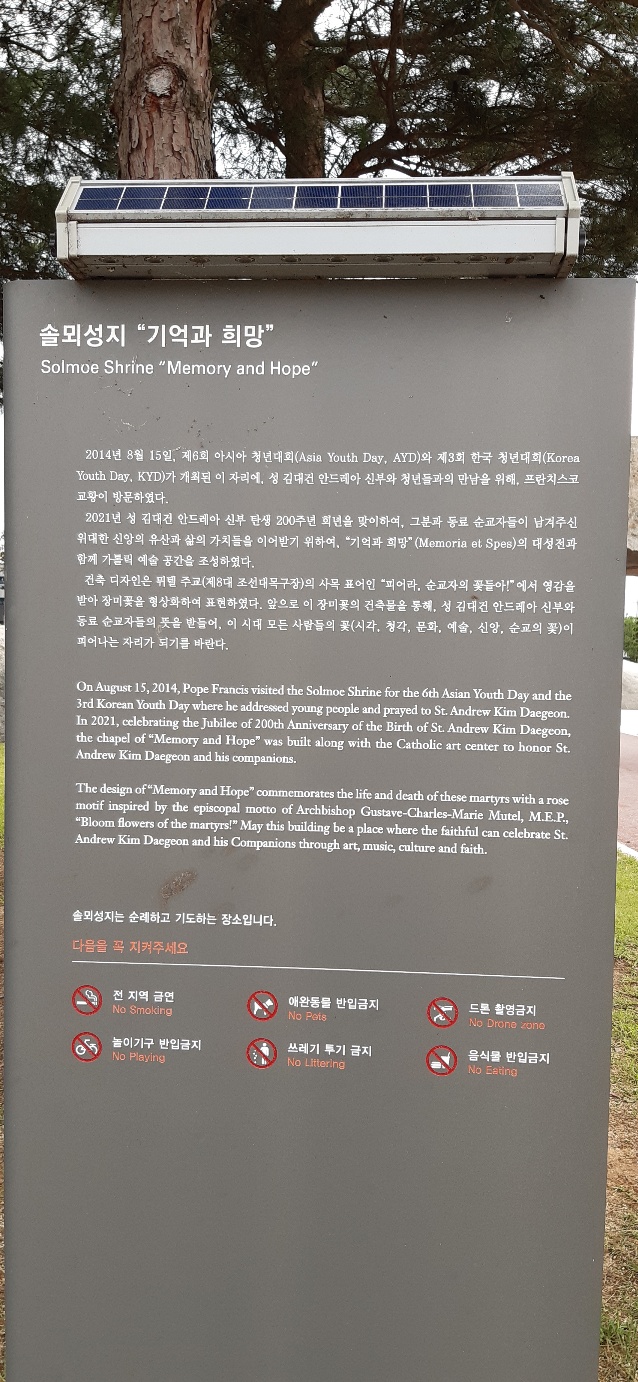 솔뫼성지 “기억과 희망”
Solmoe Shrine “Memory and Hope”
2014년 8월 15일, 제6회 아시아 청년대회(Asia Youth Day, AYD)와 제3회 한국 청년대회(Korea
Youth Day, KYD)가 개최된 이 자리에, 성 김대건 안드레아 신부와 청년들과의 만남을 위해, 프란치스코
교황이 방문하였다.
2021년 성 김대건 안드레아 신부 탄생 200주년 희년을 맞이하여, 그분과 동료 순교자들이 남겨주신
위대한 신앙의 유산과 삶의 가치들을 이어받기 위하여, “기억과 희망”(Memoria et Spes)의 대성전과
함께 가톨릭 예술 공간을 조성하였다.
건축 디자인은 뮈텔 주교(제8대 조선대목구장)의 사목 표어인 “피어라, 순교자의 꽃들아!”에서 영감을
받아 장미꽃을 형상화하여 표현하였다. 앞으로 이 장미꽃의 건축물을 통해, 성 김대건 안드레아 신부와
동료 순교자들의 뜻을 받들어, 이 시대 모든 사람들의 꽃(시각, 청각, 문화, 예술, 신앙, 순교의 꽃)이
피어나는 자리가 되기를 바란다.
On August 15, 2014, Pope Francis visited the Solmoe Shrine for the 6th Asian Youth Day and the
3rd Korean Youth Day where he addressed young people and prayed to St. Andrew Kim Daegeon.
In 2021, celebrating the Jubilee of 200th Anniversary of the Birth of St. Andrew Kim Daegeon,
the chapel of “Memory and Hope” was built along with the Catholic art center to honor St.
Andrew Kim Daegeon and his companions.
The design of “Memory and Hope” commemorates the life and death of these martyrs with a rose
motif inspired by the episcopal motto of Archbishop Gustave-Charles-Marie Mutel, M.E.P.,
“Bloom flowers of the martyrs!” May this building be a place where the faithful can celebrate St.
Andrew Kim Daegeon and his Companions through art, music, culture and faith.
솔뫼성지는 순례하고 기도하는 장소입니다.
다음을 꼭 지켜주세요
전 지역 금연
No Smoking
애완동물 반입금지
No Pets
드론 촬영금지
No Drone zone
놀이기구 반입금지
No Playing
쓰레기 투기 금지
No Littering
음식물 반입금지
No Eating